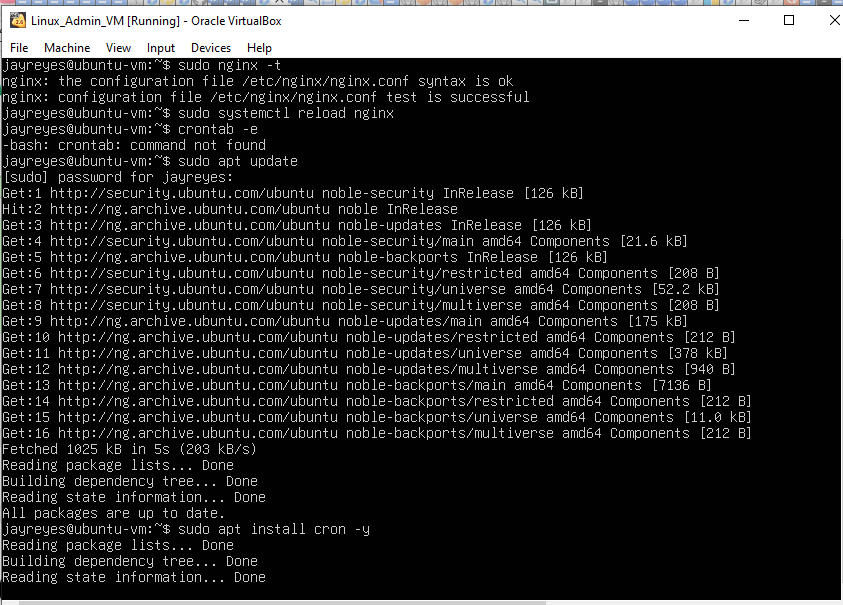 Linux_Admin_VM [Running] - Oracle VirtualBox
File Machine View Input Devices Help
jayreyes@ubuntu-vm:~$ sudo nginx -t
nginx: the configuration file /etc/nginx/nginx.conf syntax is ok
nginx: configuration file /etc/nginx/nginx.conf test is successful
jayreyes@ubuntu-vm:~$ sudo systemctl reload nginx
jayreyes@ubuntu-vm:~$ crontab -e
-bash: crontab: command not found
jayreyes@ubuntu-vm:~$ sudo apt update
[sudo] password for jayreyes:
Get:1 http://security.ubuntu.com/ubuntu noble-security InRelease [126 kB]
Hit:2 http://ng.archive.ubuntu.com/ubuntu noble InRelease
Get:3 http://ng.archive.ubuntu.com/ubuntu noble-updates InRelease [126 kB]
Get:4 http://security.ubuntu.com/ubuntu noble-security/main amd64 Components [21.6 kB]
Get:5 http://ng.archive.ubuntu.com/ubuntu noble-backports InRelease [126 kB]
Get:6 http://security.ubuntu.com/ubuntu noble-security/restricted amd64 Components [208 B]
Get:7 http://security.ubuntu.com/ubuntu noble-security/universe amd64 Components [52.2 kB]
Get:8 http://security.ubuntu.com/ubuntu noble-security/multiverse amd64 Components [208 B]
Get:9 http://ng.archive.ubuntu.com/ubuntu noble-updates/main amd64 Components [175 kB]
Get:10 http://ng.archive.ubuntu.com/ubuntu noble-updates/restricted amd64 Components [212 B]
Get:11 http://ng.archive.ubuntu.com/ubuntu noble-updates/universe amd64 Components [378 kB]
Get:12 http://ng.archive.ubuntu.com/ubuntu noble-updates/multiverse amd64 Components [940 B]
Get:13 http://ng.archive.ubuntu.com/ubuntu noble-backports/main amd64 Components [7136 B]
Get:14 http://ng.archive.ubuntu.com/ubuntu noble-backports/restricted amd64 Components [212 B]
Get:15 http://ng.archive.ubuntu.com/ubuntu noble-backports/universe amd64 Components [11.0 kB]
Get:16 http://ng.archive.ubuntu.com/ubuntu noble-backports/multiverse amd64 Components [212 B]
Fetched 1025 kB in 5s (203 kB/s)
Reading package lists... Done
Building dependency tree... Done
Reading state information... Done
All packages are up to date.
jayreyes@ubuntu-vm:~$ sudo apt install cron -y
Reading package lists... Done
Building dependency tree... Done
Reading state information... Done